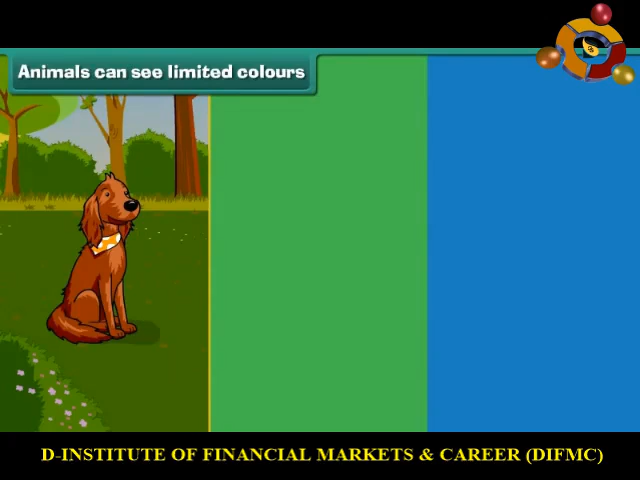 Animals can see limited colours
D-INSTITUTE OF FINANCIAL MARKETS & CAREER (DIFMC)